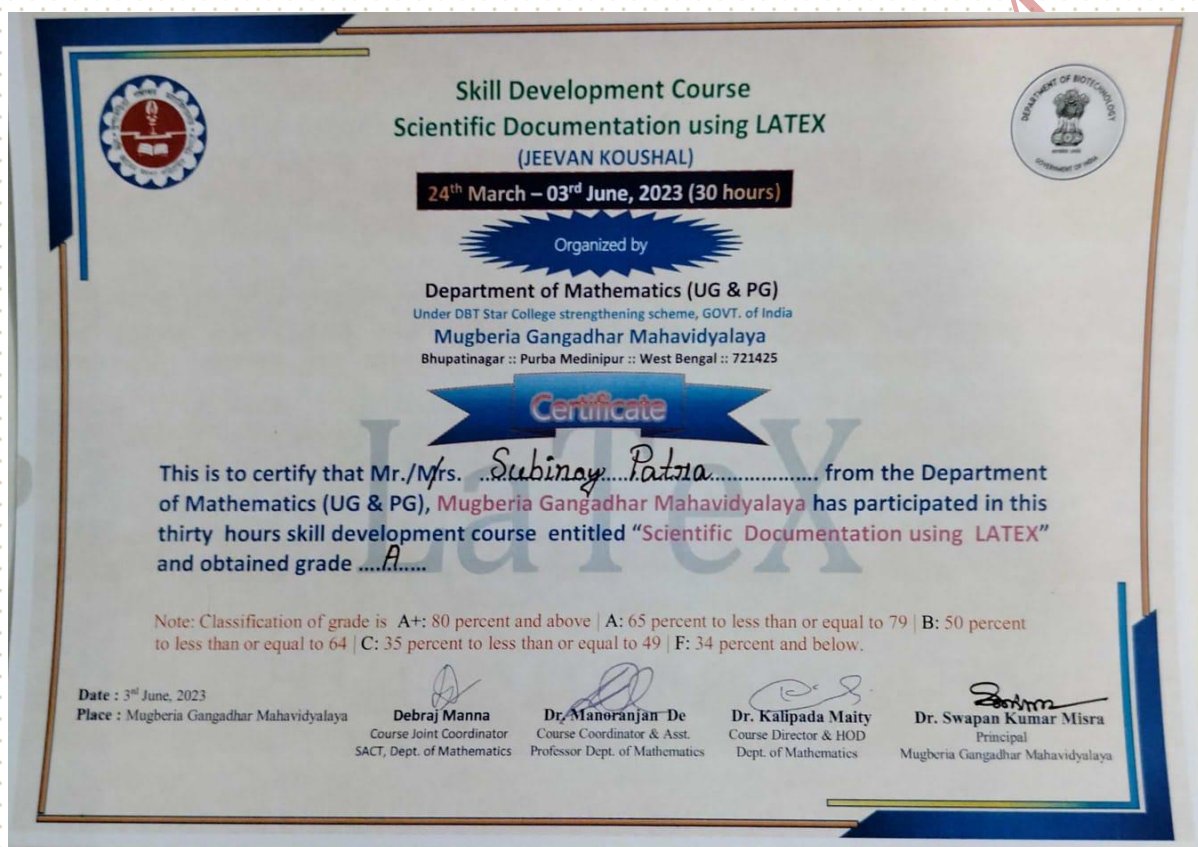 Skill Development Course
Scientific Documentation using LATEX
(JEEVAN KOUSHAL)
24th March – 03rd June, 2023 (30 hours)
Organized by
Department of Mathematics (UG & PG)
Under DBT Star College strengthening scheme, GOVT. of India
Mugberia Gangadhar Mahavidyalaya
Bhupatinagar :: Purba Medinipur :: West Bengal :: 721425
DEPARTMENT OF BIOTECHNOLOGY
GOVERNMENT OF INDIA
Certificate
LaTeX
This is to certify that Mr./Mrs. ...Subinoy Patra.................. from the Department
of Mathematics (UG & PG), Mugberia Gangadhar Mahavidyalaya has participated in this
thirty hours skill development course entitled “Scientific Documentation using LATEX”
and obtained grade .....A.....
Note: Classification of grade is A+: 80 percent and above | A: 65 percent to less than or equal to 79 | B: 50 percent
to less than or equal to 64 | C: 35 percent to less than or equal to 49 | F: 34 percent and below.
Date : 3rd June, 2023
Place : Mugberia Gangadhar Mahavidyalaya
Debraj Manna
Course Joint Coordinator
SACT, Dept. of Mathematics
Dr. Manoranjan De
Course Coordinator & Asst.
Professor Dept. of Mathematics
Dr. Kalipada Maity
Course Director & HOD
Dept. of Mathematics
Dr. Swapan Kumar Misra
Principal
Mugberia Gangadhar Mahavidyalaya